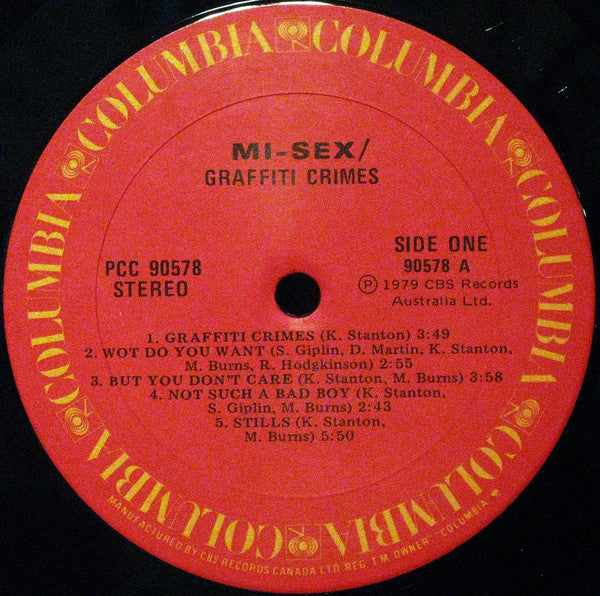 COLUMBIA COLUMBIA COLUMBIA COLUMBIA COLUMBIA COLUMBIA COLUMBIA
MI-SEX/
GRAFFITI CRIMES
PCC 90578
STEREO
SIDE ONE
90578 A
Ⓟ 1979 CBS Records
Australia Ltd.
1. GRAFFITI CRIMES (K. Stanton) 3:49
2. WOT DO YOU WANT (S. Giplin, D. Martin, K. Stanton,
M. Burns, R. Hodgkinson) 2:55
3. BUT YOU DON'T CARE (K. Stanton, M. Burns) 3:58
4. NOT SUCH A BAD BOY (K. Stanton,
S. Giplin, M. Burns) 2:43
5. STILLS (K. Stanton,
M. Burns) 5:50
MANUFACTURED BY CBS RECORDS CANADA LTD. REG. T.M. OWNER "COLUMBIA"